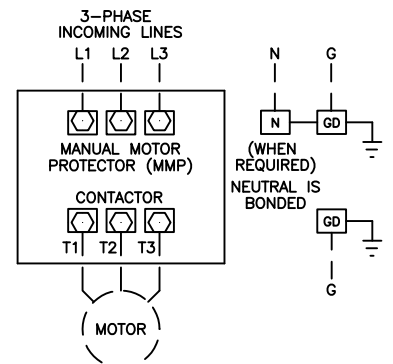 3-PHASE
INCOMING LINES
L1 L2 L3 N G
MANUAL MOTOR
PROTECTOR (MMP)
N GD
(WHEN
REQUIRED)
NEUTRAL IS
BONDED
CONTACTOR
T1 T2 T3
GD
G
MOTOR